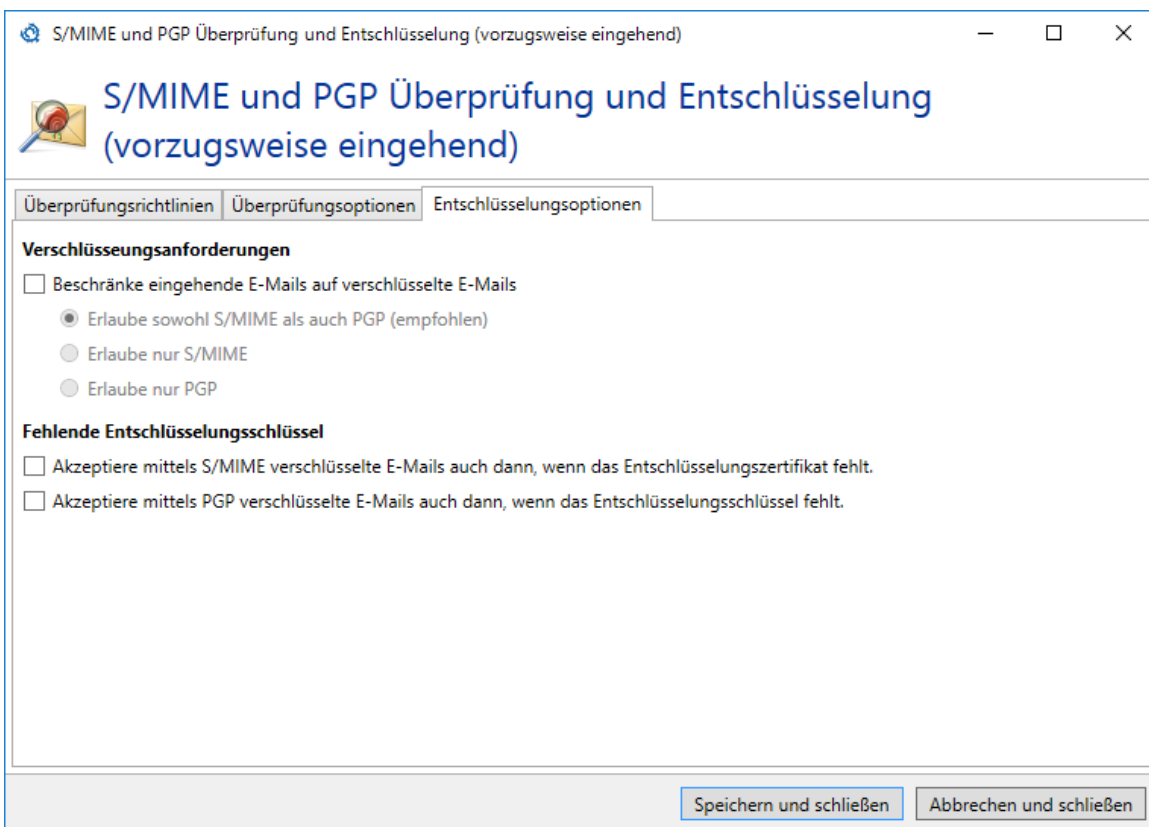 S/MIME und PGP Überprüfung und Entschlüsselung (vorzugsweise eingehend)
S/MIME und PGP Überprüfung und Entschlüsselung
(vorzugsweise eingehend)
Überprüfungsrichtlinien Überprüfungsoptionen Entschlüsselungsoptionen
Verschlüsseungsanforderungen
Beschränke eingehende E-Mails auf verschlüsselte E-Mails
Erlaube sowohl S/MIME als auch PGP (empfohlen)
Erlaube nur S/MIME
Erlaube nur PGP
Fehlende Entschlüsselungsschlüssel
Akzeptiere mittels S/MIME verschlüsselte E-Mails auch dann, wenn das Entschlüsselungszertifikat fehlt.
Akzeptiere mittels PGP verschlüsselte E-Mails auch dann, wenn das Entschlüsselungsschlüssel fehlt.
Speichern und schließen Abbrechen und schließen